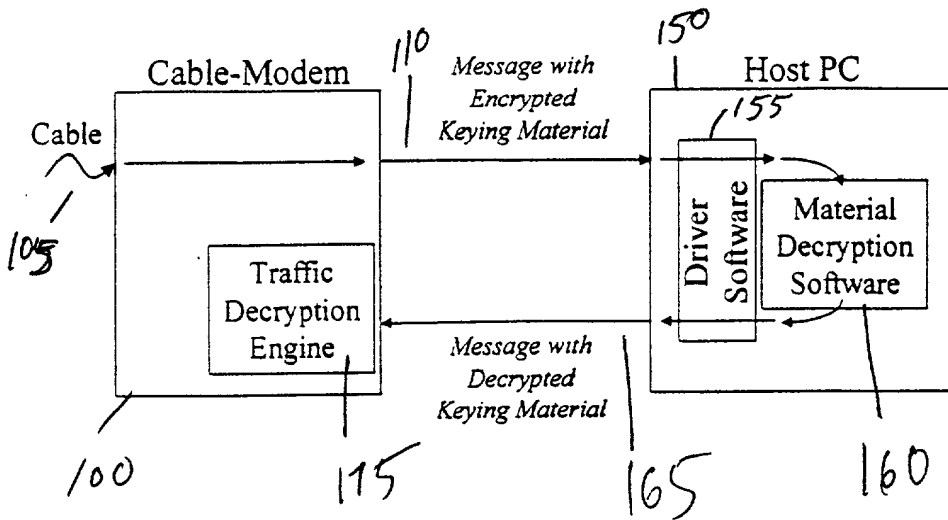 150
110
Cable-Modem
Message with
Encrypted
Keying Material
Host PC
155
Cable
105
Driver
Software
Material
Decryption
Software
Traffic
Decryption
Engine
Message with
Decrypted
Keying Material
100
175
165
160